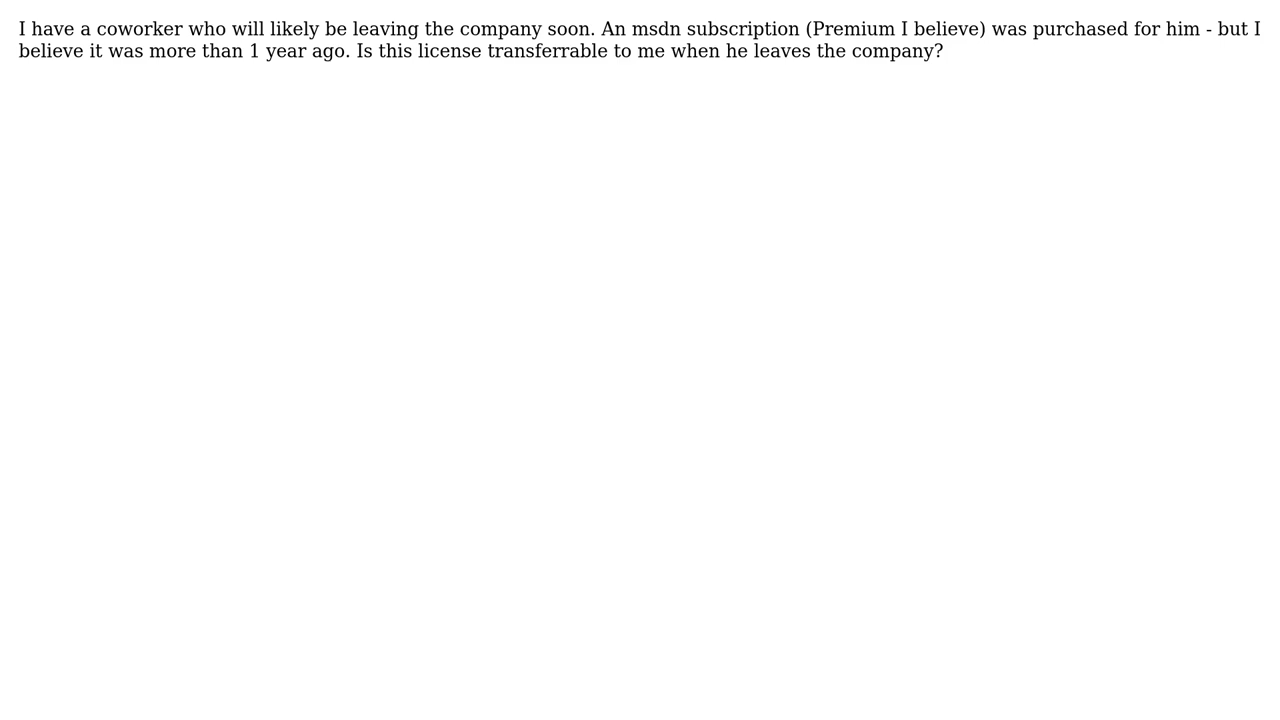 I have a coworker who will likely be leaving the company soon. An msdn subscription (Premium I believe) was purchased for him - but I
believe it was more than 1 year ago. Is this license transferrable to me when he leaves the company?